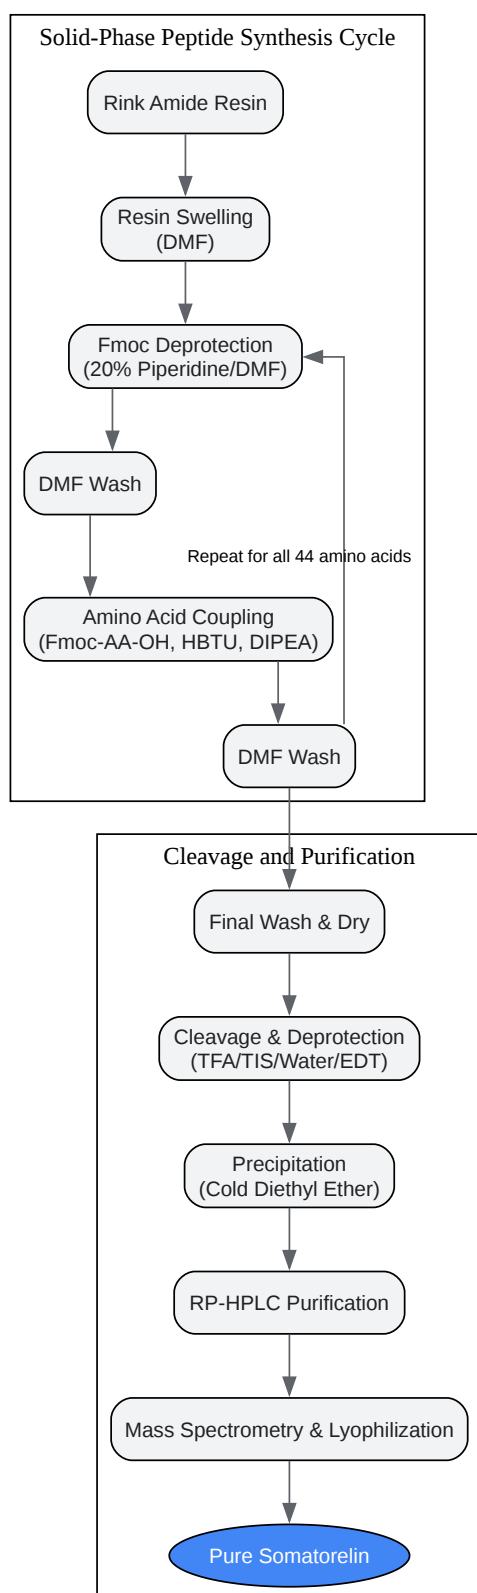 Solid-Phase Peptide Synthesis Cycle
Rink Amide Resin
Resin Swelling
(DMF)
Fmoc Deprotection
(20% Piperidine/DMF)
DMF Wash
Repeat for all 44 amino acids
Amino Acid Coupling
(Fmoc-AA-OH, HBTU, DIPEA)
DMF Wash
Cleavage and Purification
Final Wash & Dry
Cleavage & Deprotection
(TFA/TIS/Water/EDT)
Precipitation
(Cold Diethyl Ether)
RP-HPLC Purification
Mass Spectrometry & Lyophilization
Pure Somatorelin